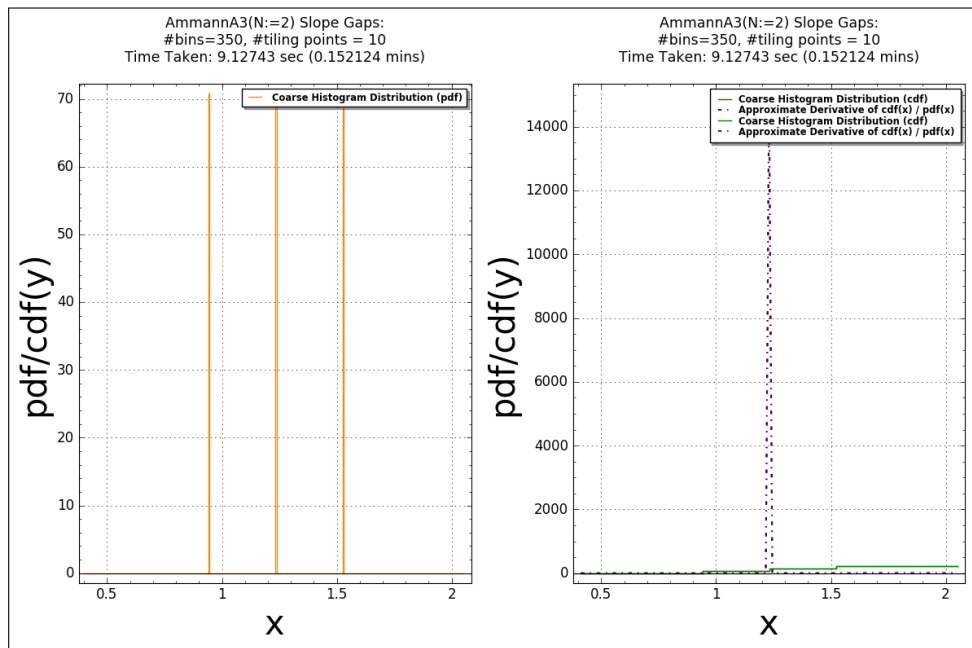 AmmannA3(N:=2) Slope Gaps:
#bins=350, #tiling points = 10
Time Taken: 9.12743 sec (0.152124 mins)
Coarse Histogram Distribution (pdf)
70
60
50
40
30
20
10
0
pdf/cdf(y)
0.5
1
1.5
2
x
AmmannA3(N:=2) Slope Gaps:
#bins=350, #tiling points = 10
Time Taken: 9.12743 sec (0.152124 mins)
Coarse Histogram Distribution (cdf)
Approximate Derivative of cdf(x) / pdf(x)
Coarse Histogram Distribution (cdf)
Approximate Derivative of cdf(x) / pdf(x)
14000
12000
10000
8000
6000
4000
2000
0
pdf/cdf(y)
0.5
1
1.5
2
x